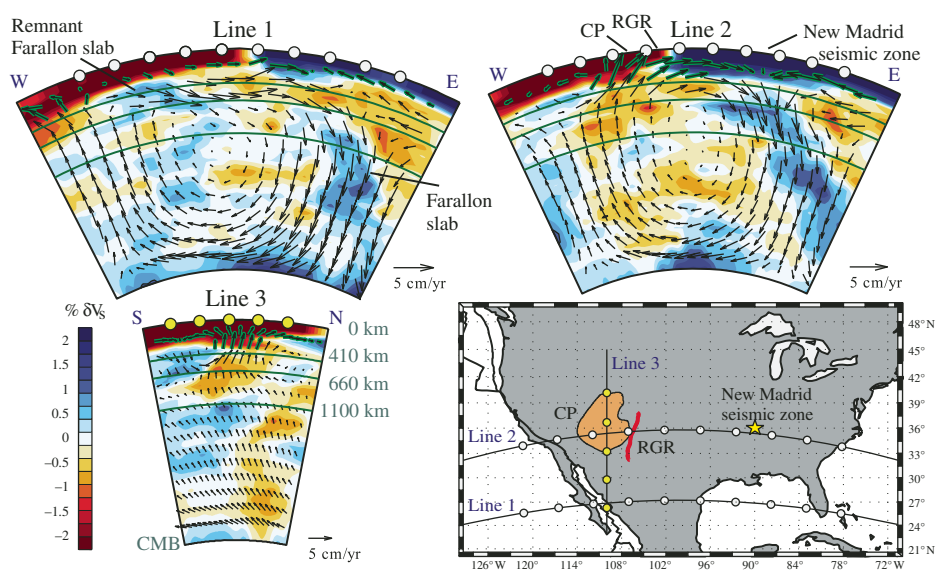 Remnant
Farallon slab
Line 1
W
E
Farallon
slab
5 cm/yr
CP
RGR
Line 2
New Madrid
seismic zone
W
E
5 cm/yr
Line 3
% δVs
2
1.5
1
0.5
0
−0.5
−1
−1.5
−2
S
N
0 km
410 km
660 km
1100 km
CMB
5 cm/yr
Line 3
CP
New Madrid
seismic zone
Line 2
RGR
Line 1
48°N
45°
42°
39°
36°
33°
30°
27°
24°
21°N
126°W
120°
114°
108°
102°
96°
90°
84°
78°
72°W